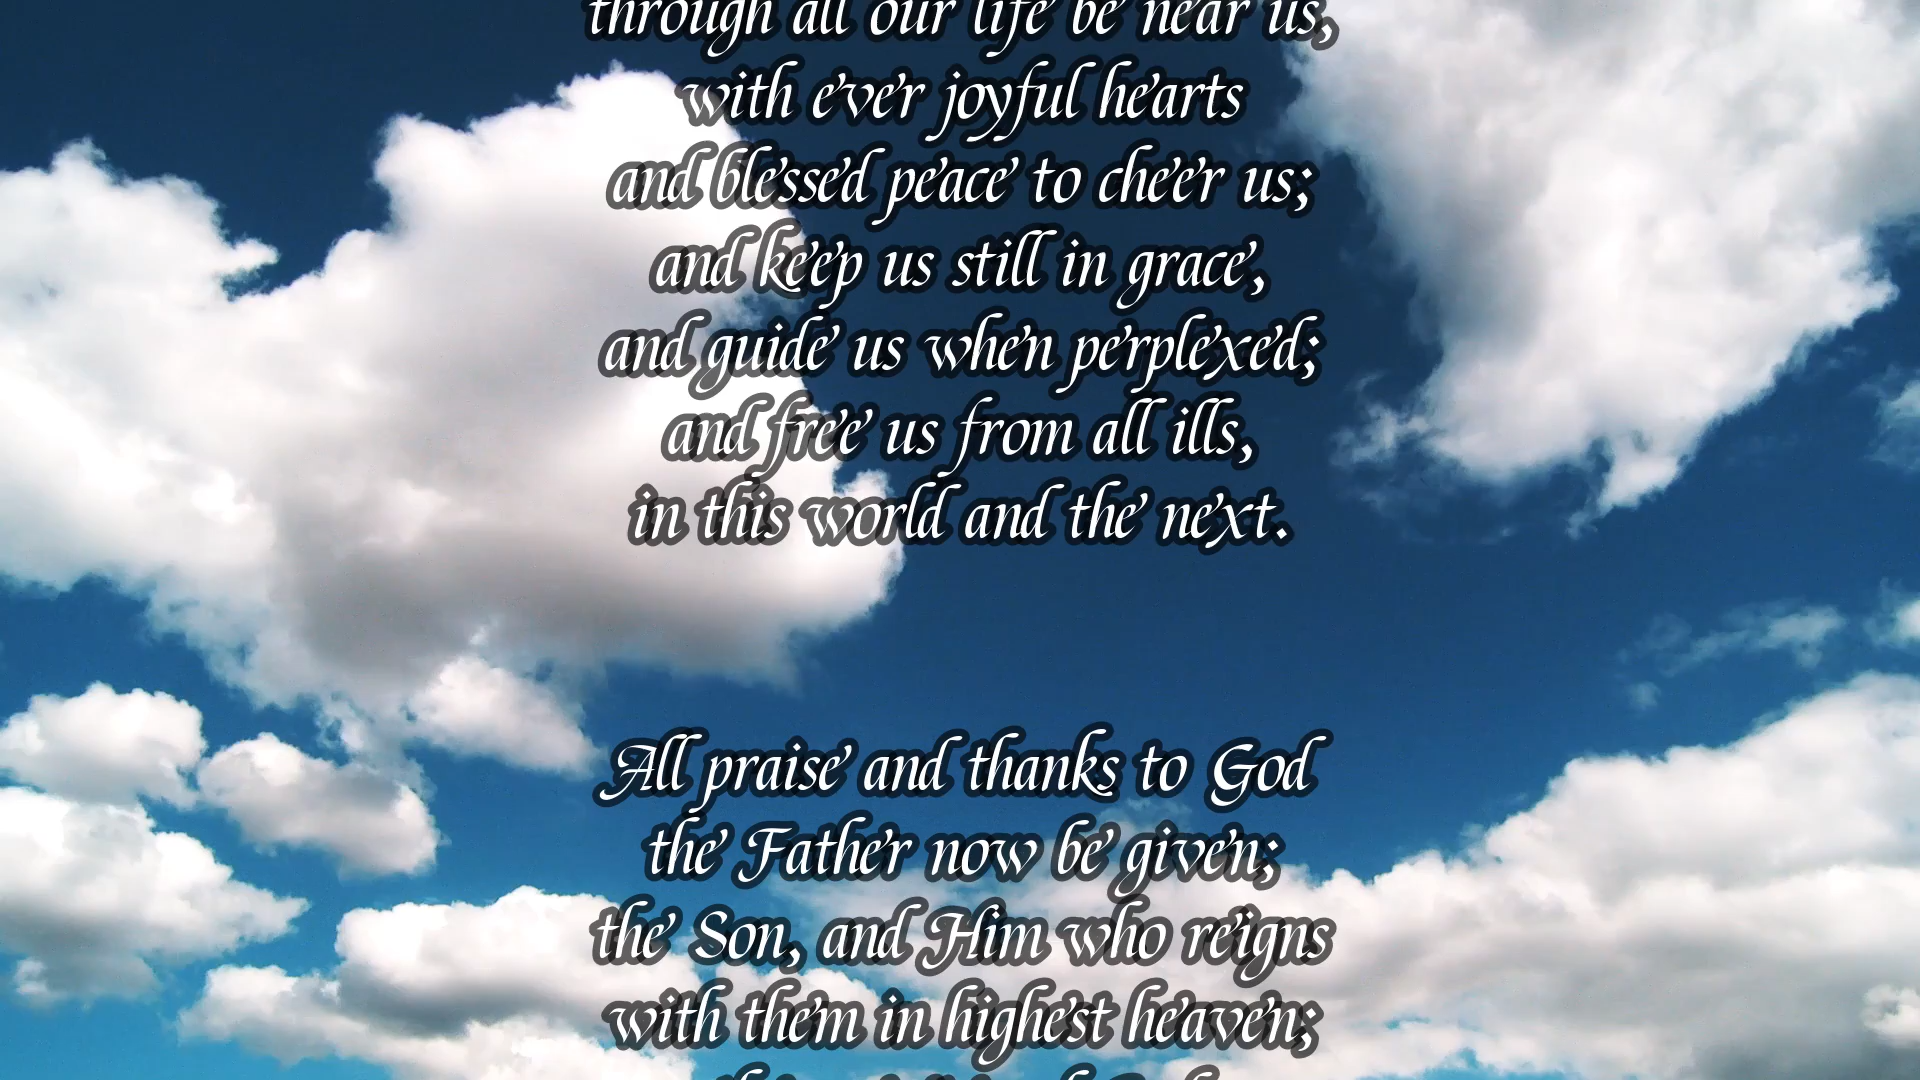 through all our life be near us,
with ever joyful hearts
and blessed peace to cheer us;
and keep us still in grace,
and guide us when perplexed;
and free us from all ills,
in this world and the next.
All praise and thanks to God
the Father now be given;
the Son, and Him who reigns
with them in highest heaven;